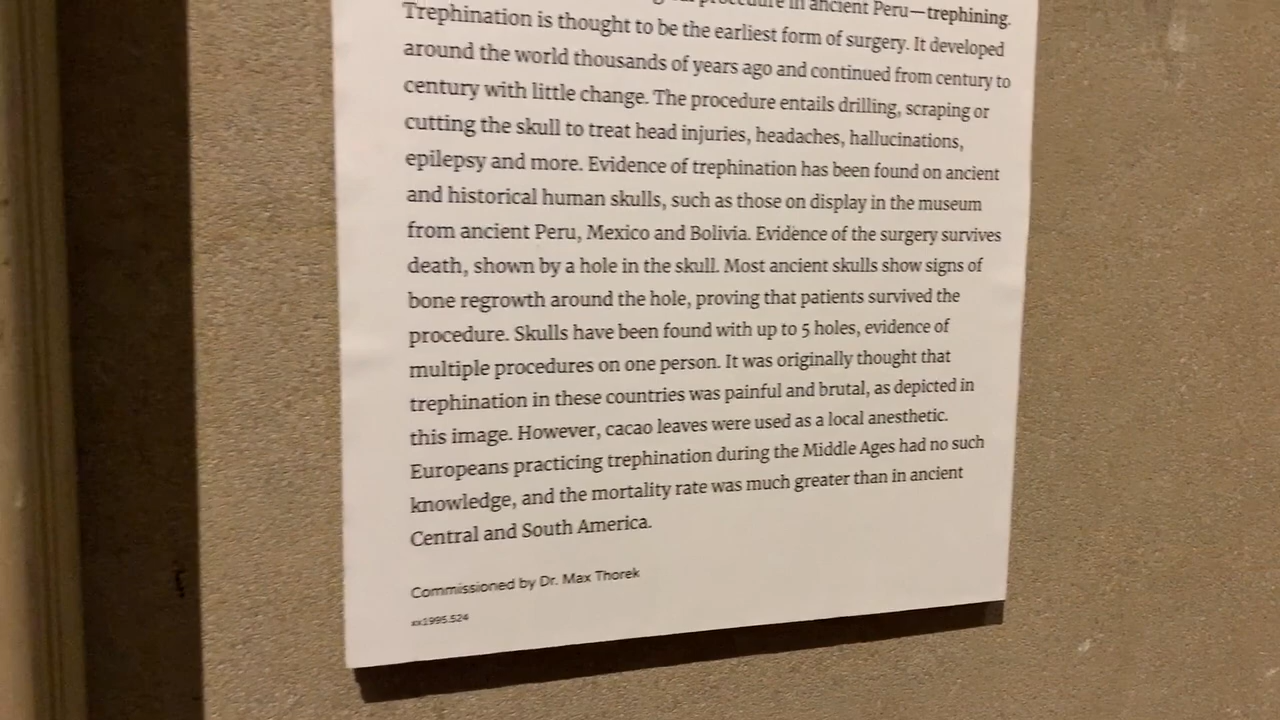 procedure in ancient Peru—trephining.
Trephination is thought to be the earliest form of surgery. It developed
around the world thousands of years ago and continued from century to
century with little change. The procedure entails drilling, scraping or
cutting the skull to treat head injuries, headaches, hallucinations,
epilepsy and more. Evidence of trephination has been found on ancient
and historical human skulls, such as those on display in the museum
from ancient Peru, Mexico and Bolivia. Evidence of the surgery survives
death, shown by a hole in the skull. Most ancient skulls show signs of
bone regrowth around the hole, proving that patients survived the
procedure. Skulls have been found with up to 5 holes, evidence of
multiple procedures on one person. It was originally thought that
trephination in these countries was painful and brutal, as depicted in
this image. However, cacao leaves were used as a local anesthetic.
Europeans practicing trephination during the Middle Ages had no such
knowledge, and the mortality rate was much greater than in ancient
Central and South America.
Commissioned by Dr. Max Thorek
xx1995.524